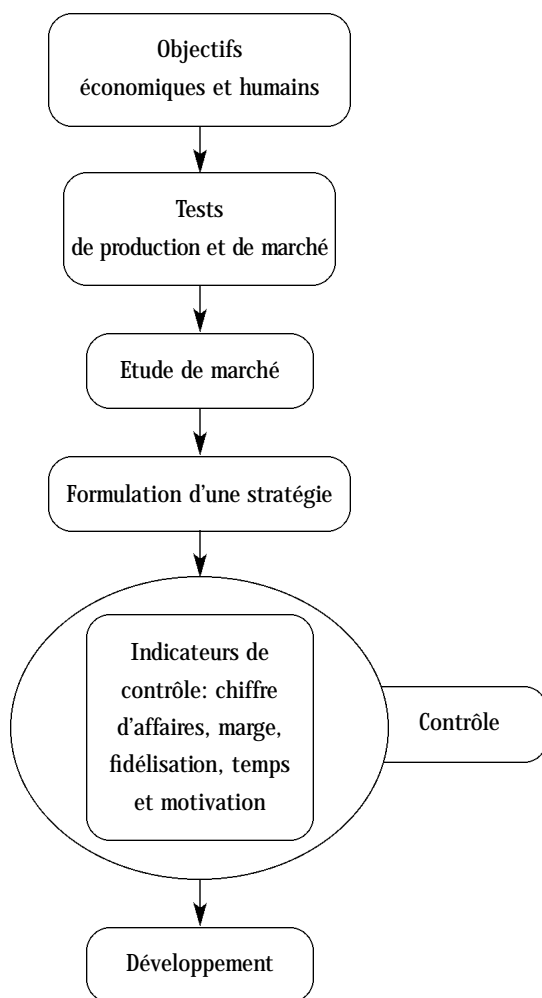 Objectifs
économiques et humains
Tests
de production et de marché
Etude de marché
Formulation d'une stratégie
Indicateurs de
contrôle: chiffre
d'affaires, marge,
fidélisation, temps
et motivation
Contrôle
Développement